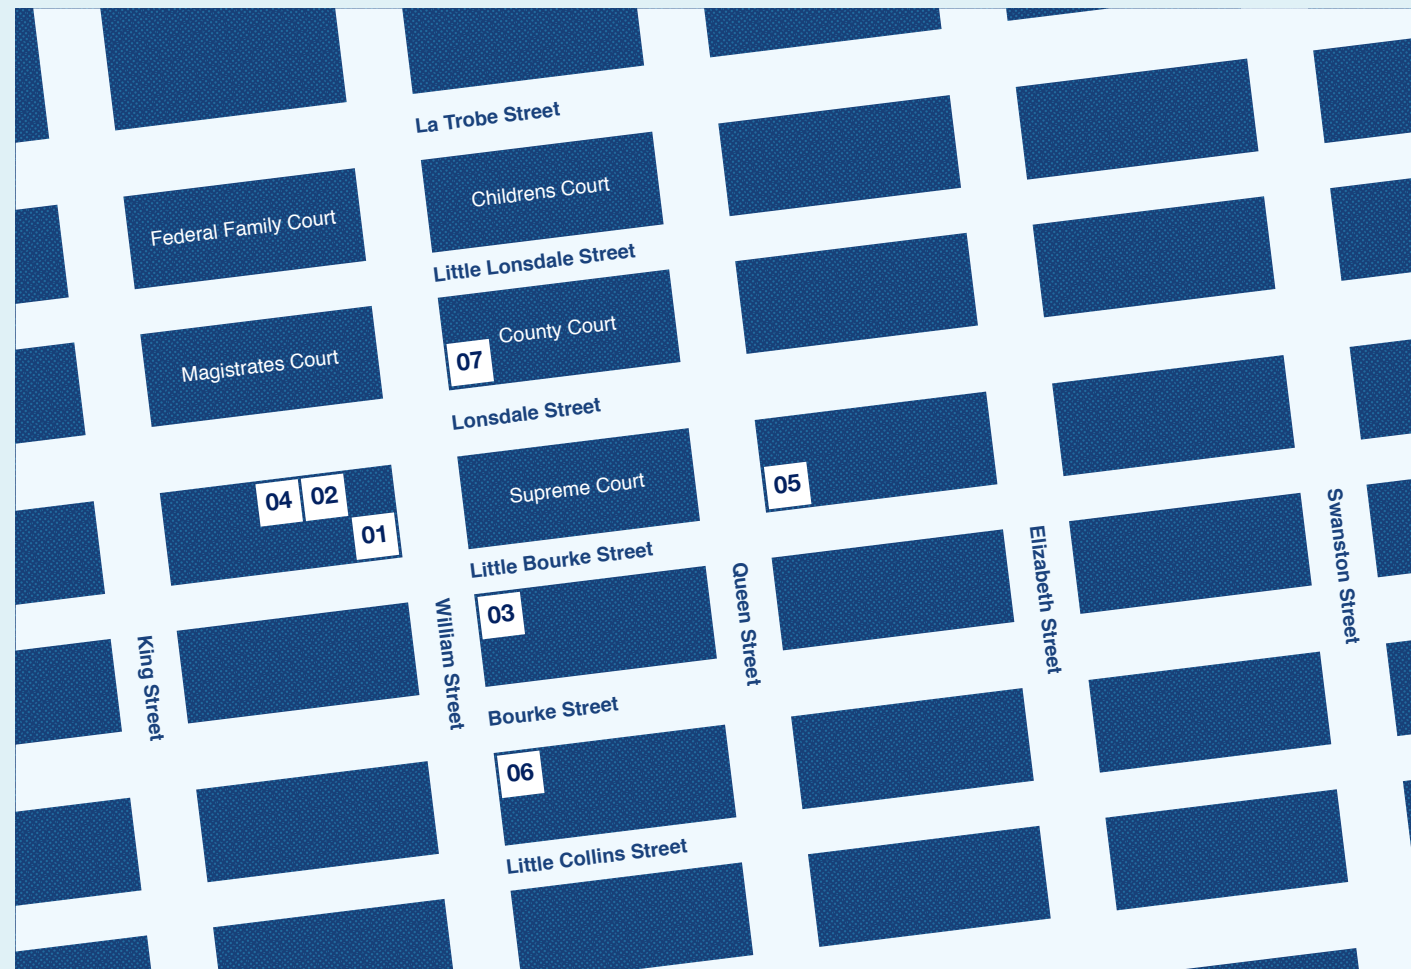 La Trobe Street
Childrens Court
Federal Family Court
Little Lonsdale Street
County Court
07
Magistrates Court
Lonsdale Street
Supreme Court
04
02
01
05
Little Bourke Street
03
King Street
William Street
Queen Street
Elizabeth Street
Swanston Street
Bourke Street
06
Little Collins Street